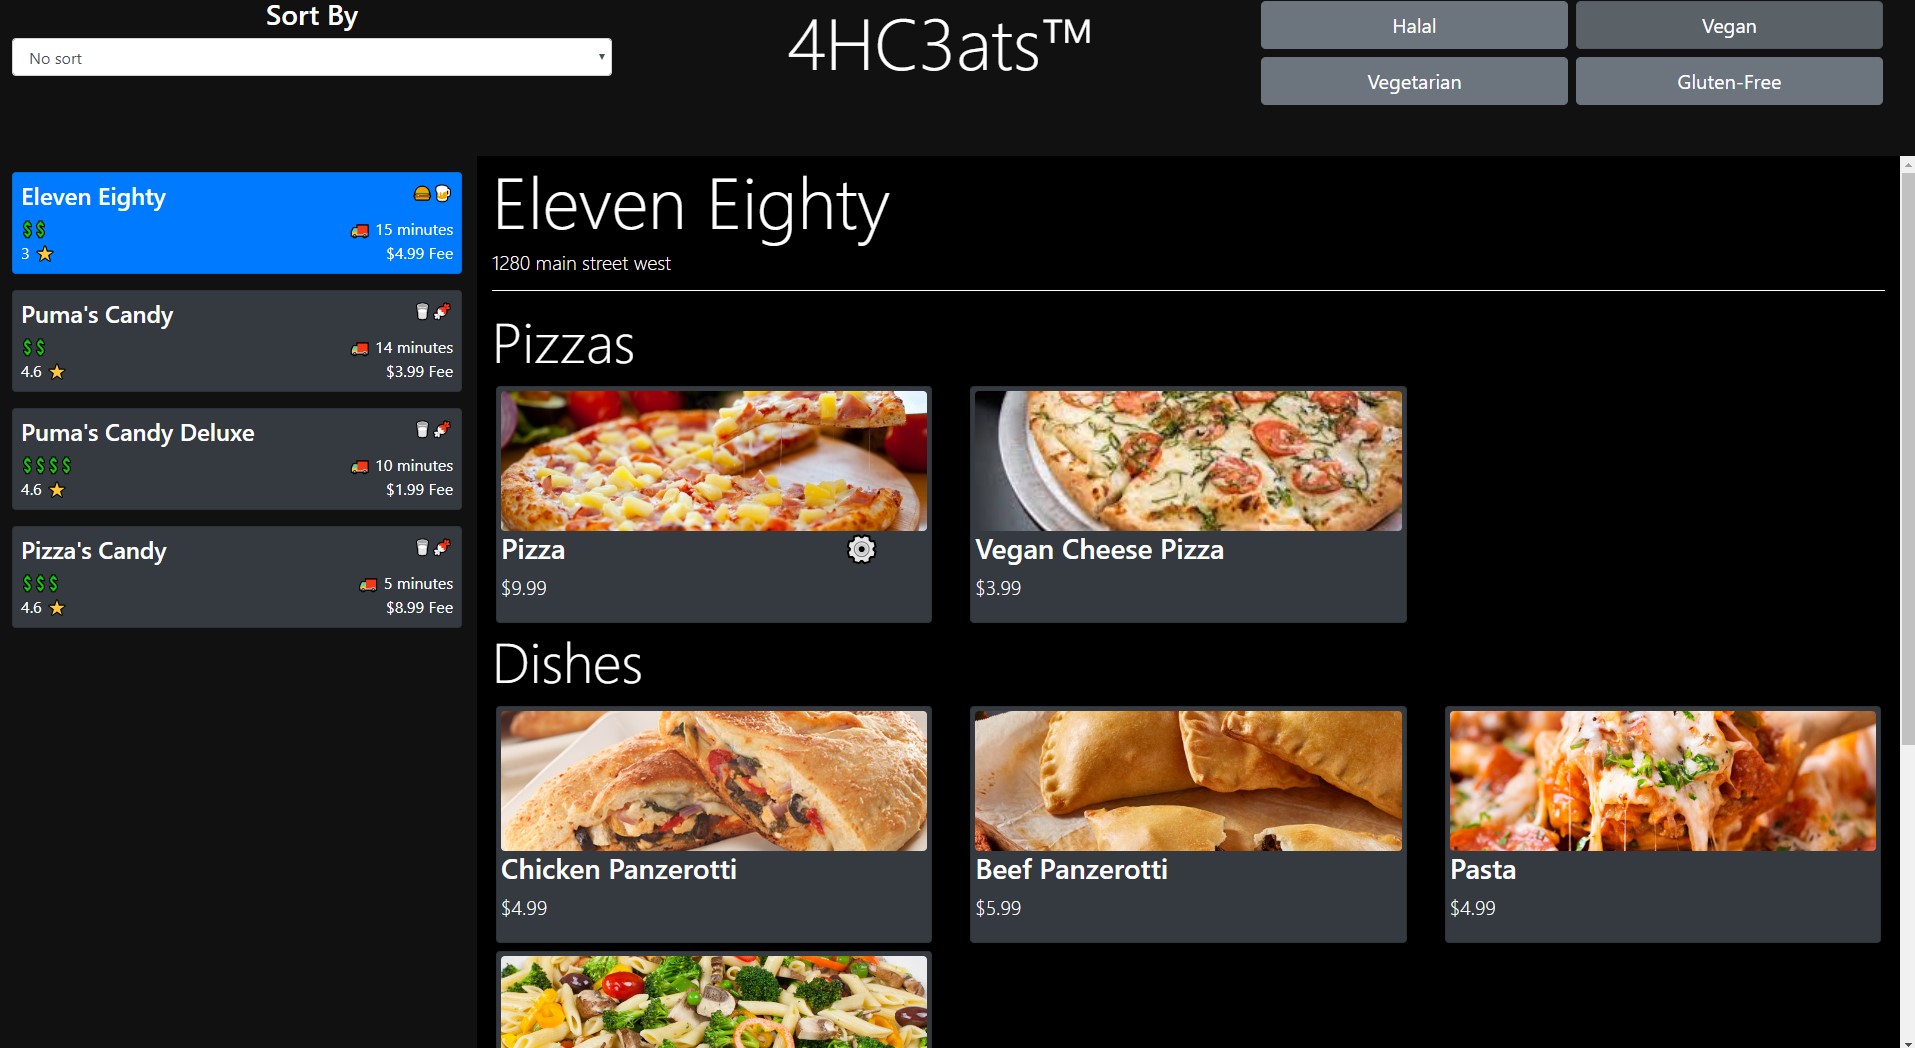 Sort By
No sort
4HC3ats™
Halal
Vegan
Vegetarian
Gluten-Free
Eleven Eighty
$$
15 minutes
3
$4.99 Fee
Puma's Candy
$$
14 minutes
4.6
$3.99 Fee
Puma's Candy Deluxe
$$$$
10 minutes
4.6
$1.99 Fee
Pizza's Candy
$$$
5 minutes
4.6
$8.99 Fee
Eleven Eighty
1280 main street west
Pizzas
Pizza
$9.99
Vegan Cheese Pizza
$3.99
Dishes
Chicken Panzerotti
$4.99
Beef Panzerotti
$5.99
Pasta
$4.99